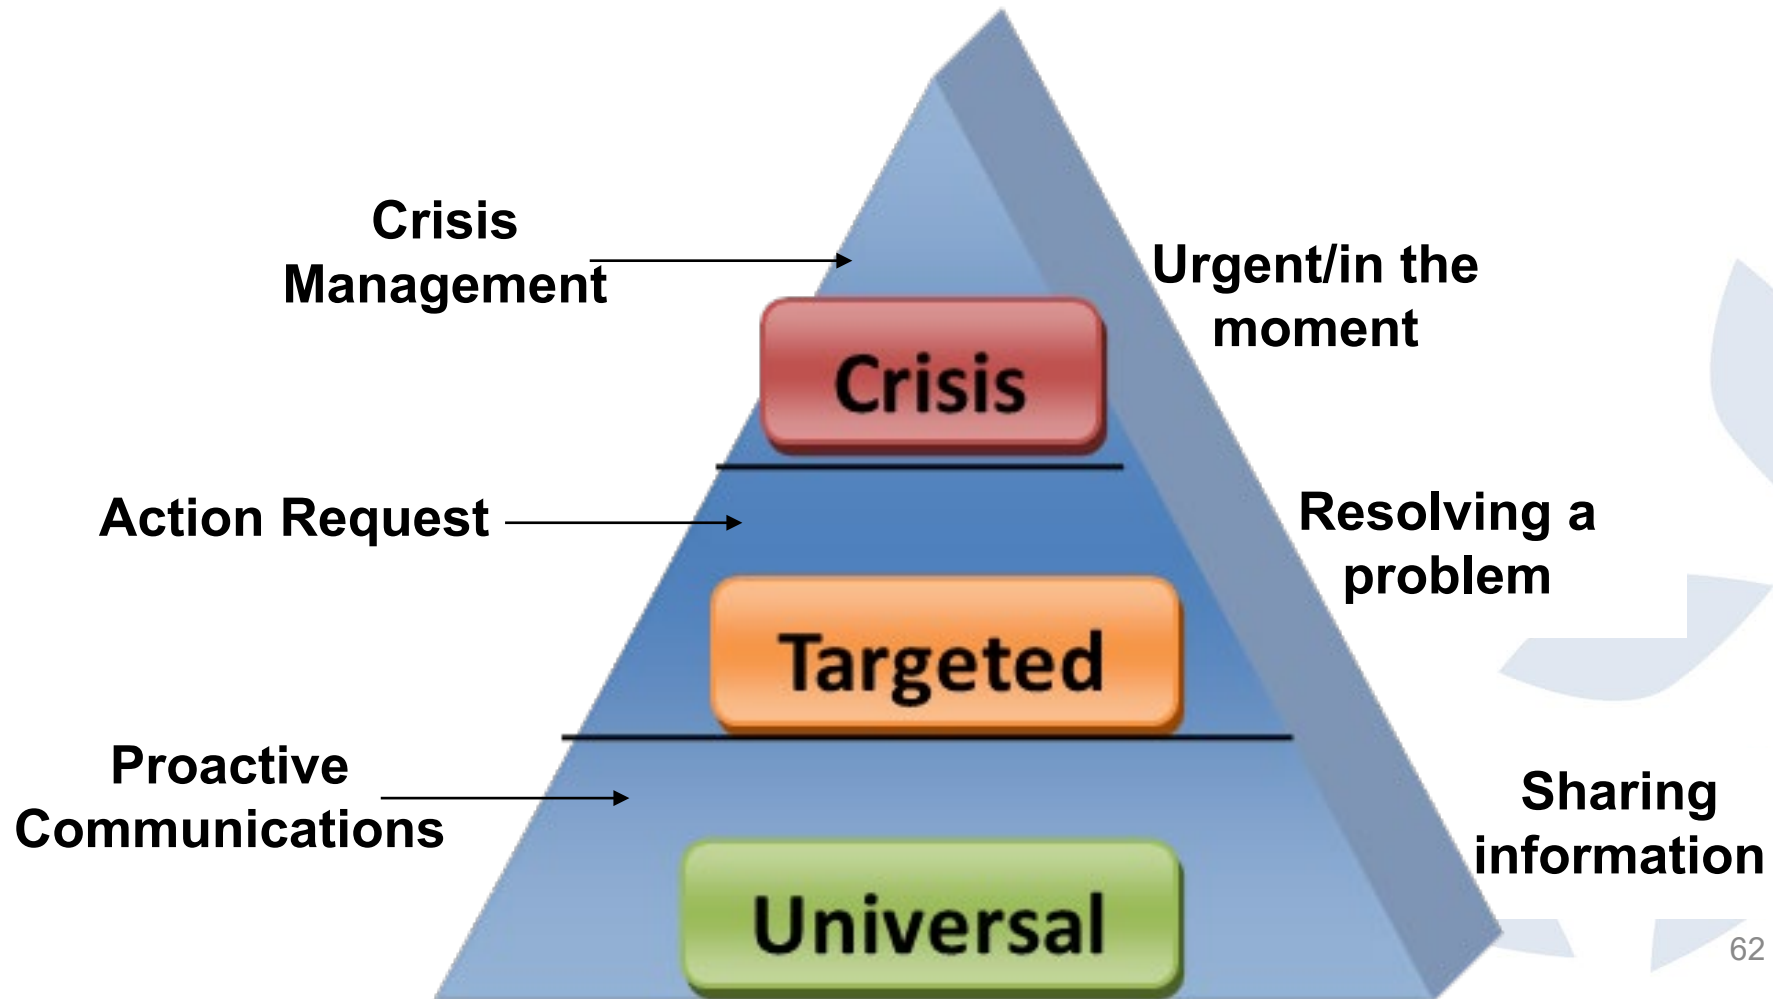 Crisis
Management
Urgent/in the
moment
Crisis
Action Request
Resolving a
problem
Targeted
Proactive
Communications
Sharing
information
Universal
62